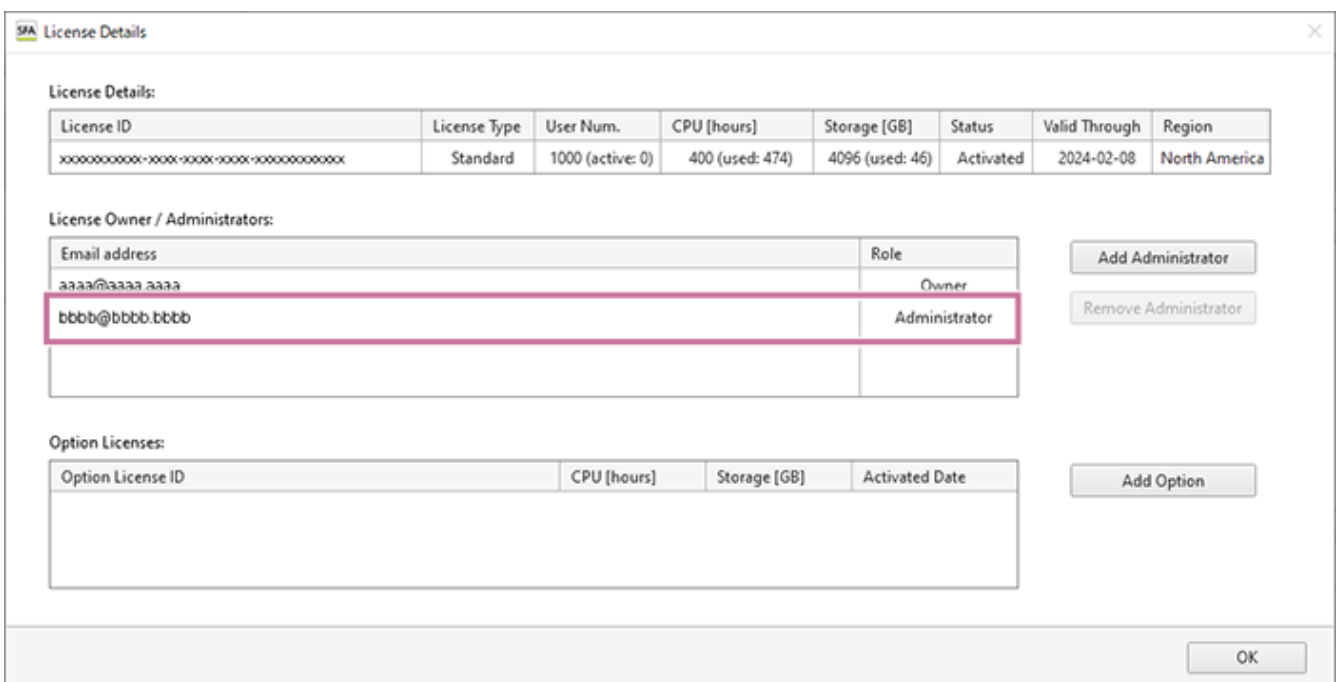 SFA License Details
License Details:
License ID License Type User Num. CPU [hours] Storage [GB] Status Valid Through Region
xxxxxxxxxx-xxxx-xxxx-xxxx-xxxxxxxxxxxx Standard 1000 (active: 0) 400 (used: 474) 4096 (used: 46) Activated 2024-02-08 North America
License Owner / Administrators:
Email address Role
aaaa@aaaa.aaaa Owner
bbbb@bbbb.bbbb Administrator
Add Administrator
Remove Administrator
Option Licenses:
Option License ID CPU [hours] Storage [GB] Activated Date
Add Option
OK